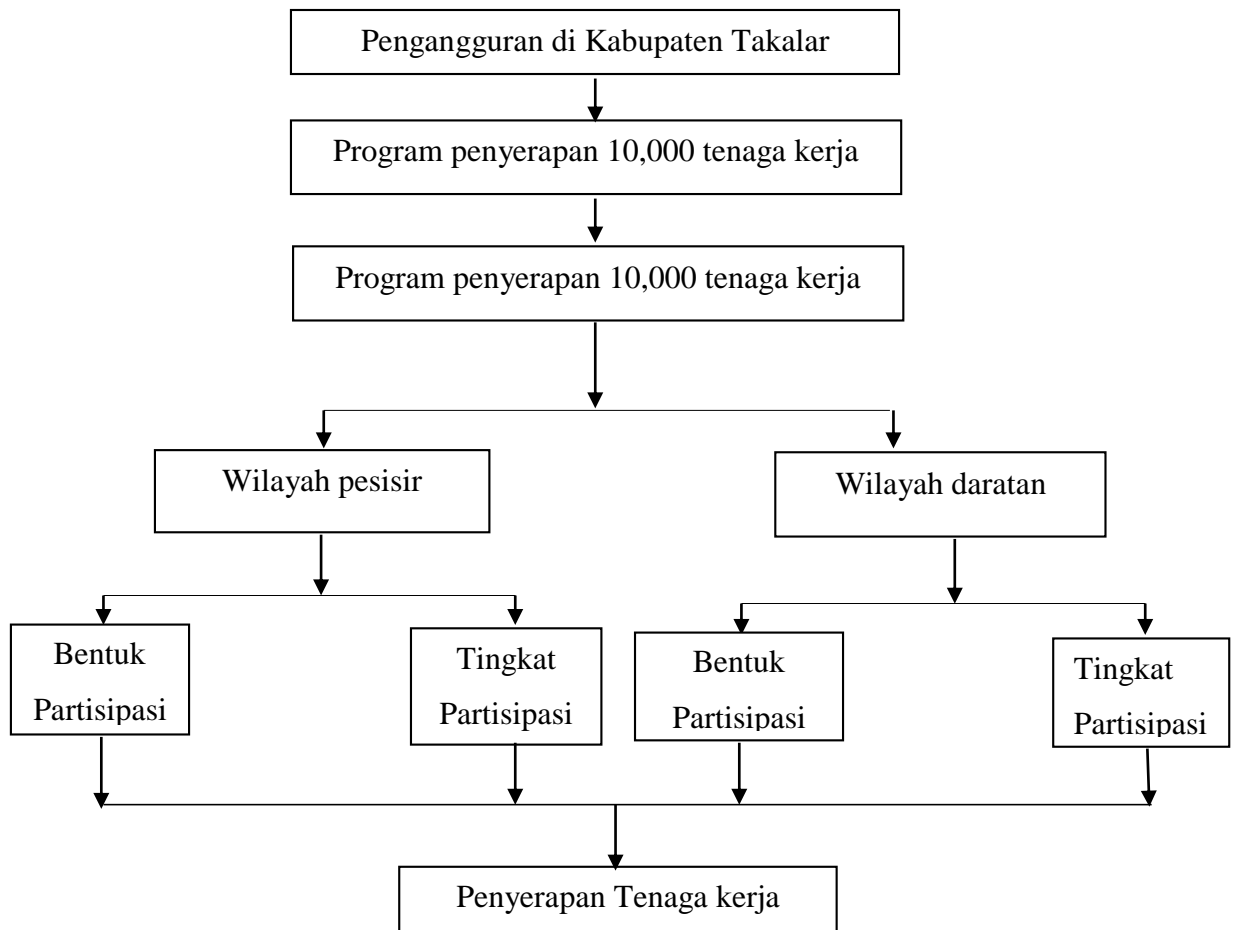 Pengangguran di Kabupaten Takalar
Program penyerapan 10,000 tenaga kerja
Program penyerapan 10,000 tenaga kerja
Wilayah pesisir
Wilayah daratan
Bentuk
Partisipasi
Tingkat
Partisipasi
Bentuk
Partisipasi
Tingkat
Partisipasi
Penyerapan Tenaga kerja